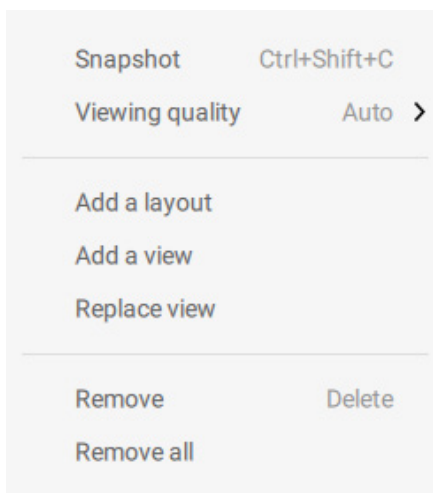 Snapshot Ctrl+Shift+C
Viewing quality Auto
Add a layout
Add a view
Replace view
Remove Delete
Remove all